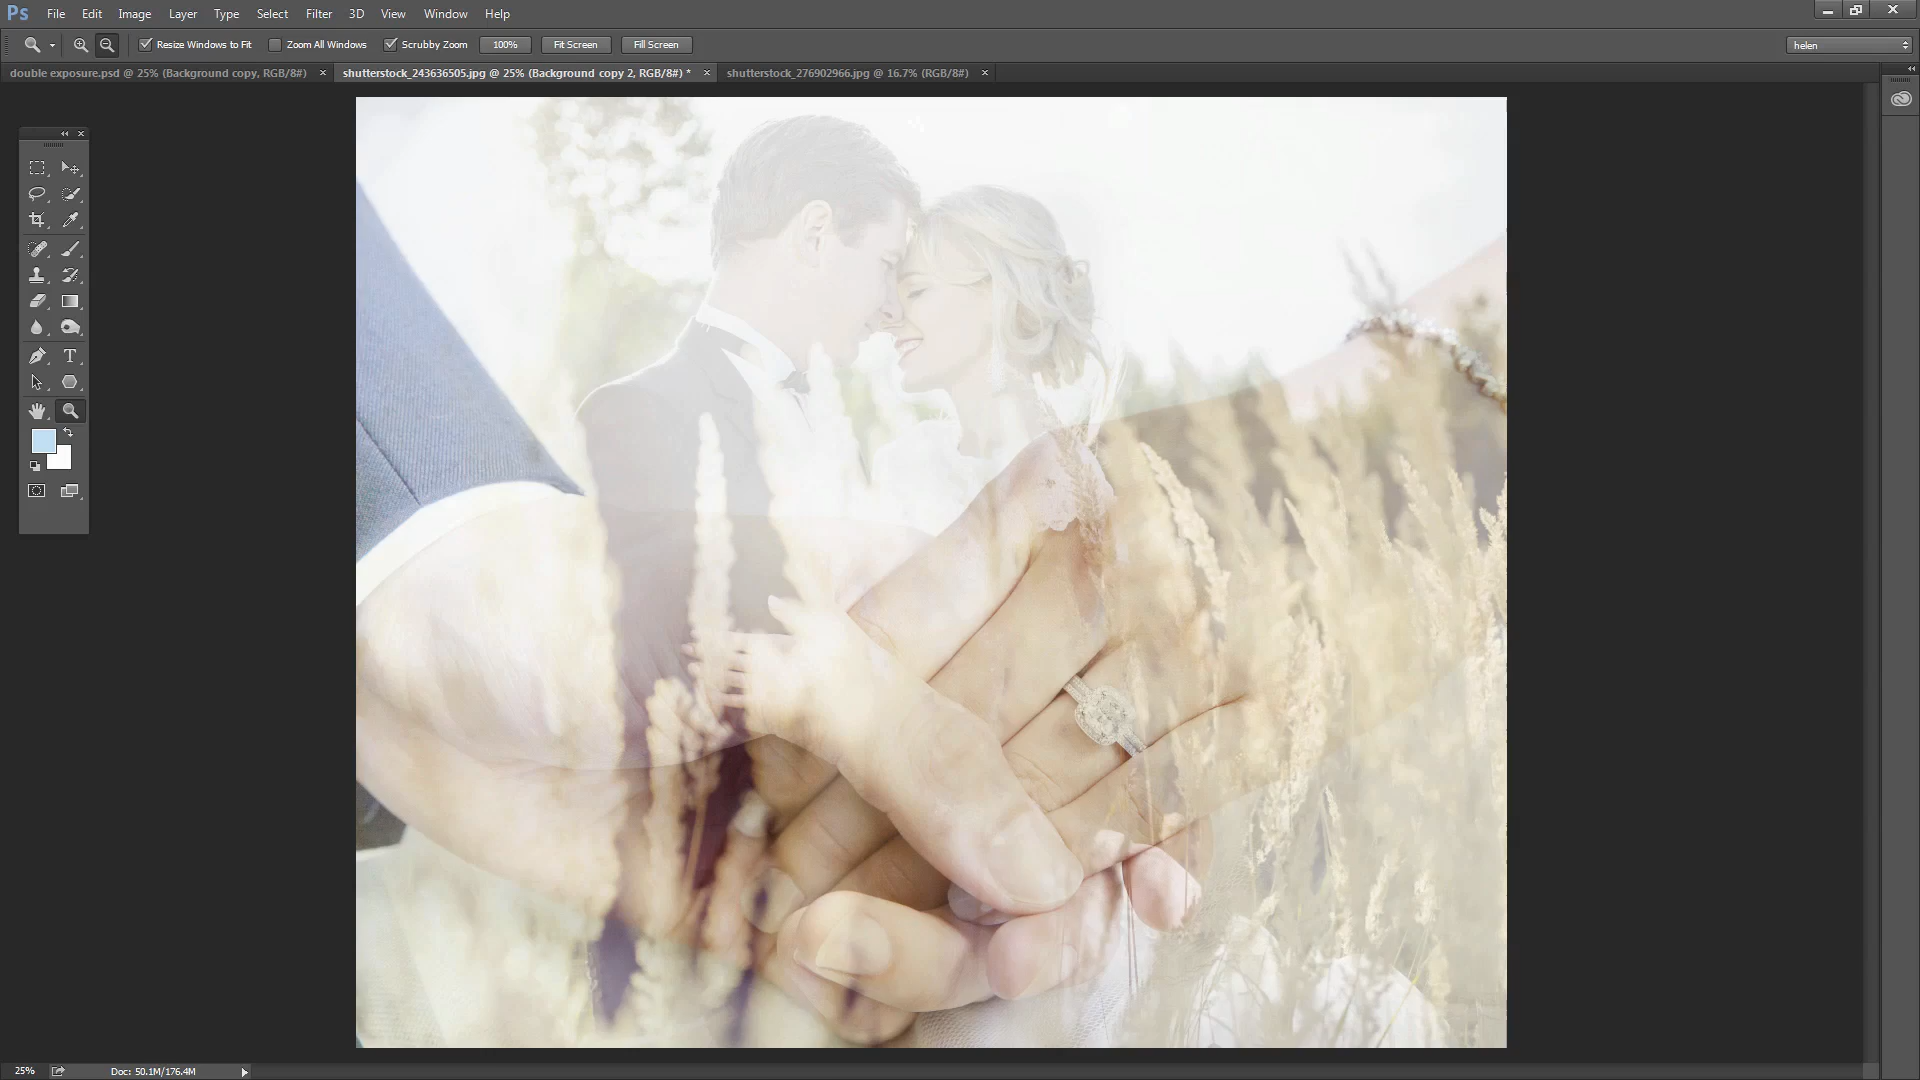 Ps File Edit Image Layer Type Select Filter 3D View Window Help
Resize Windows to Fit Zoom All Windows Scrubby Zoom 100% Fit Screen Fill Screen helen
double exposure.psd @ 25% (Background copy, RGB/8#) × shutterstock_243636505.jpg @ 25% (Background copy 2, RGB/8#) * × shutterstock_276902966.jpg @ 16.7% (RGB/8#) ×
T
25% Doc: 50.1M/176.4M